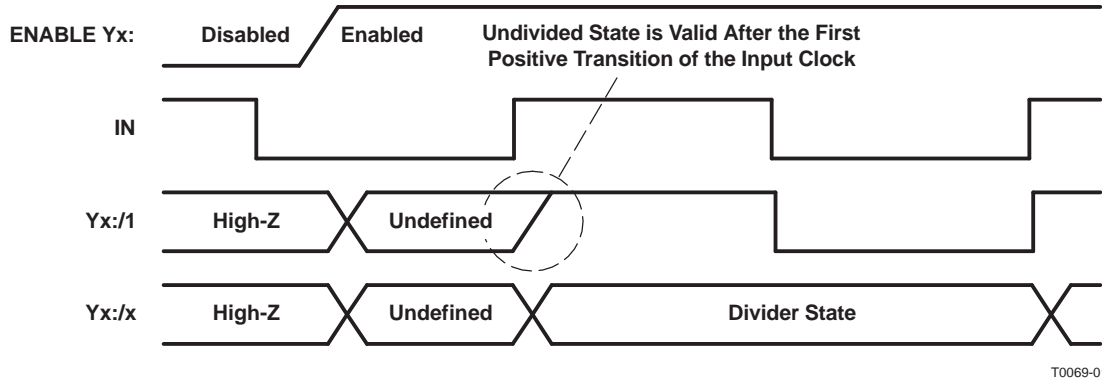 ENABLE Yx: Disabled Enabled Undivided State is Valid After the First
Positive Transition of the Input Clock
IN
Yx:/1 High-Z Undefined
Yx:/x High-Z Undefined Divider State
T0069-0